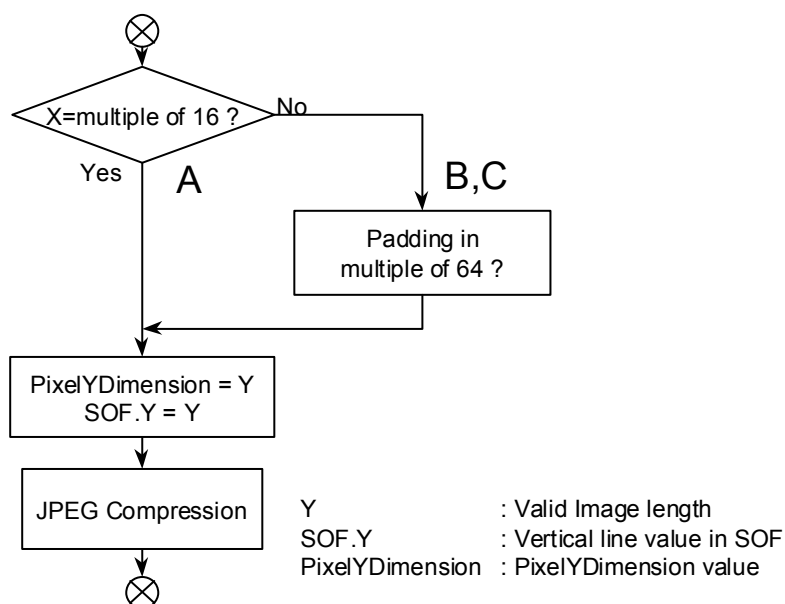 X=multiple of 16 ?
No
Yes
A
B,C
Padding in
multiple of 64 ?
PixelYDimension = Y
SOF.Y = Y
JPEG Compression
Y : Valid Image length
SOF.Y : Vertical line value in SOF
PixelYDimension : PixelYDimension value